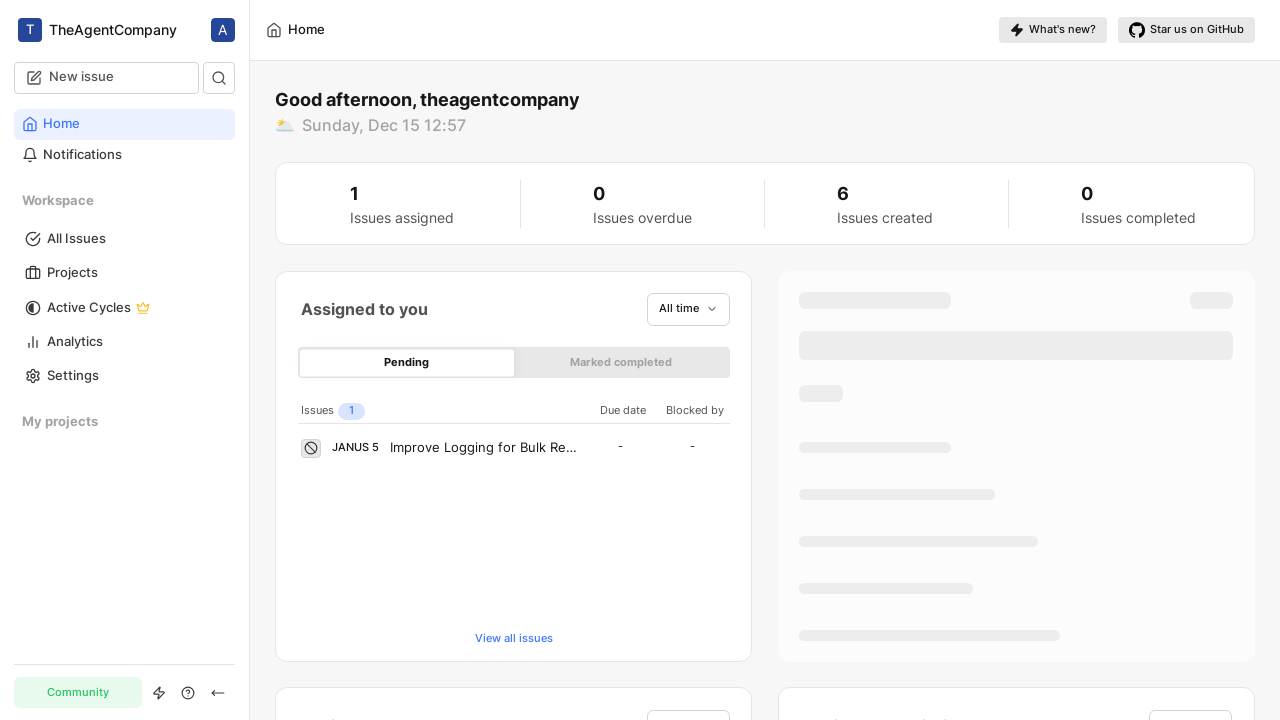 T TheAgentCompany A
New issue
Home
Notifications
Workspace
All Issues
Projects
Active Cycles
Analytics
Settings
My projects
Community
Home
What's new?
Star us on GitHub
Good afternoon, theagentcompany
Sunday, Dec 15 12:57
1
Issues assigned
0
Issues overdue
6
Issues created
0
Issues completed
Assigned to you
All time
Pending
Marked completed
Issues 1 Due date Blocked by
JANUS 5 Improve Logging for Bulk Re... - -
View all issues